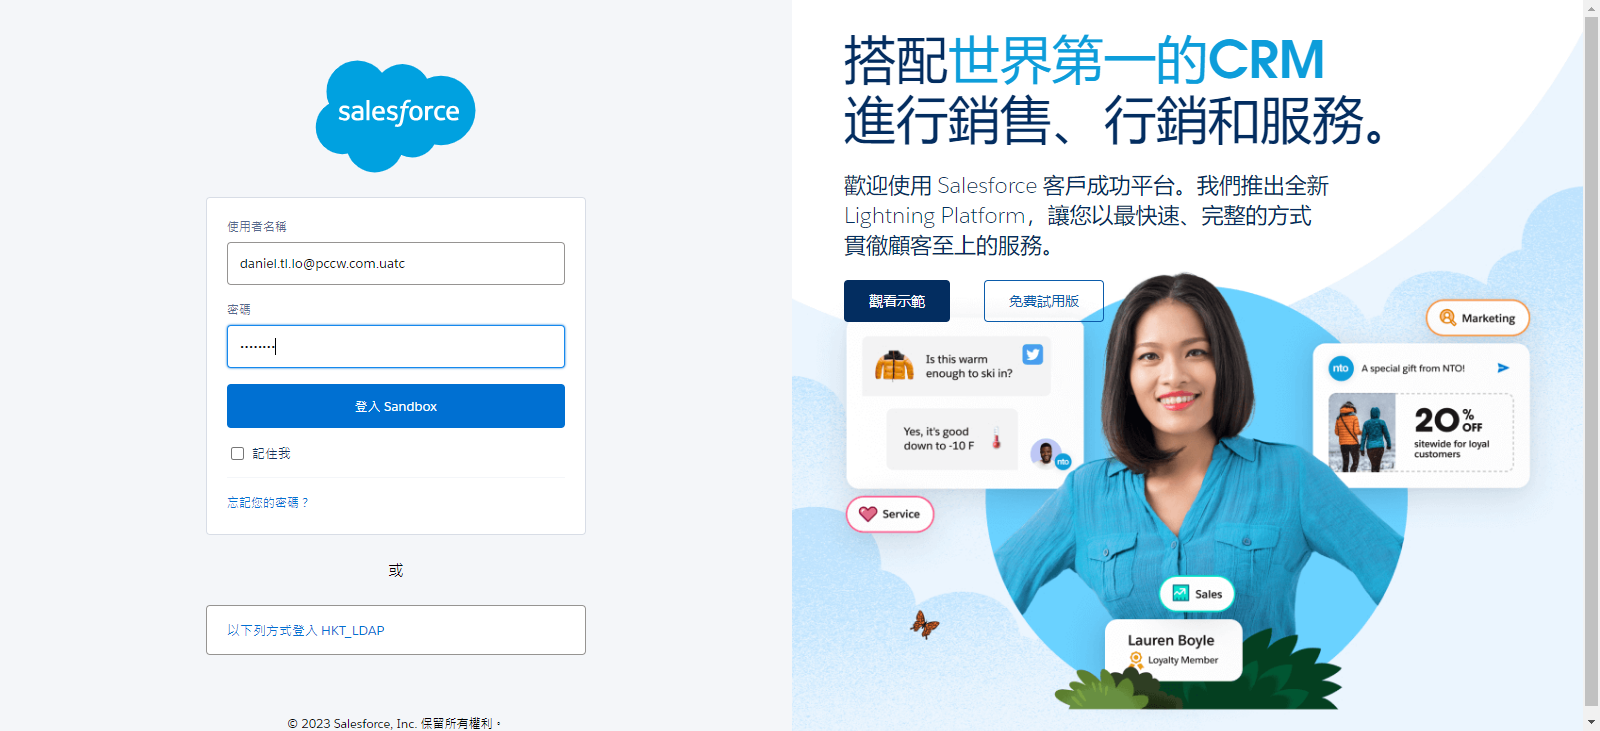 salesforce
使用者名稱
daniel.tl.lo@pccw.com.uatc
密碼
········
登入 Sandbox
記住我
忘記您的密碼？
或
以下列方式登入 HKT_LDAP
© 2023 Salesforce, Inc. 保留所有權利。
搭配世界第一的CRM
進行銷售、行銷和服務。
歡迎使用 Salesforce 客戶成功平台。我們推出全新
Lightning Platform，讓您以最快速、完整的方式
貫徹顧客至上的服務。
觀看示範
免費試用版
Is this warm
enough to ski in?
Yes, it's good
down to -10 F
nto
Service
Marketing
nto
A special gift from NTO!
20% OFF
sitewide for loyal
customers
Sales
Lauren Boyle
Loyalty Member